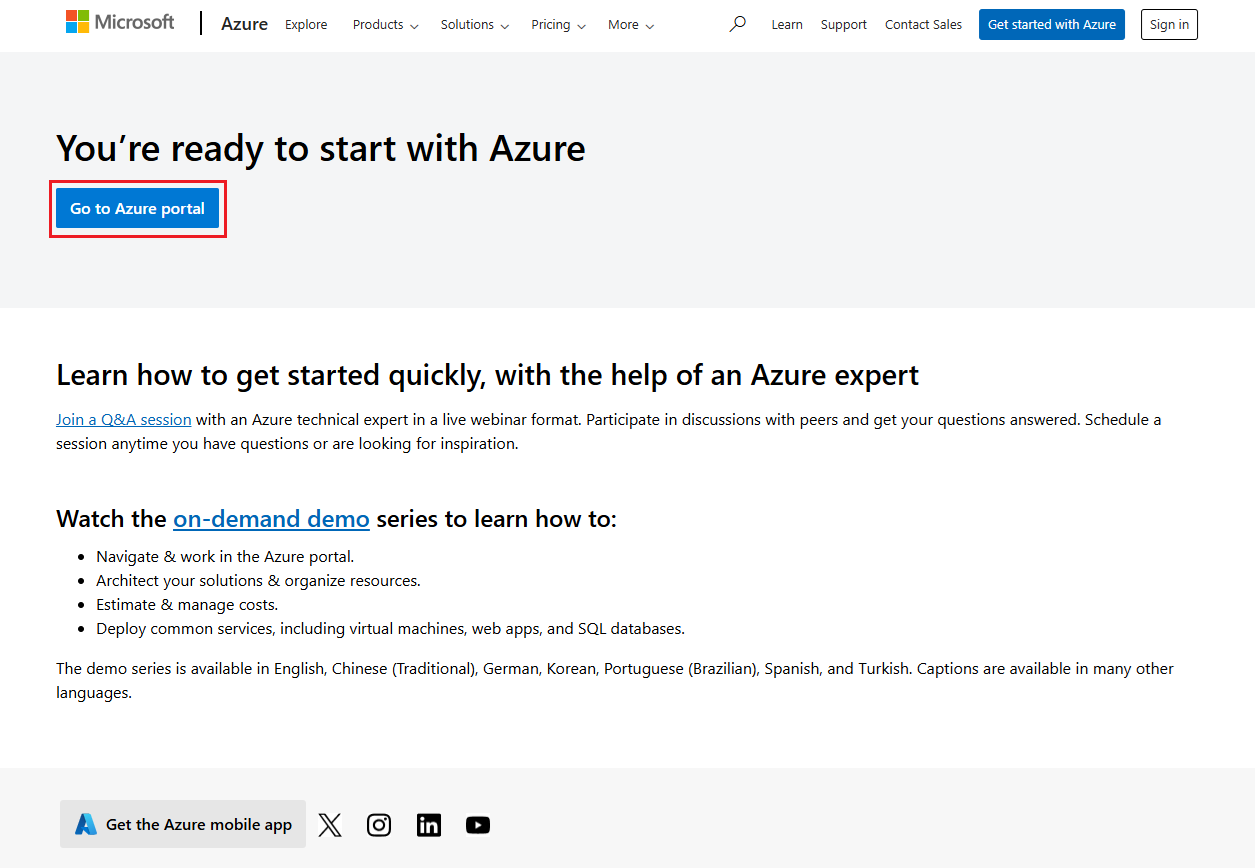 Microsoft | Azure Explore Products Solutions Pricing More Learn Support Contact Sales Get started with Azure Sign in
You’re ready to start with Azure
Go to Azure portal
Learn how to get started quickly, with the help of an Azure expert
Join a Q&A session with an Azure technical expert in a live webinar format. Participate in discussions with peers and get your questions answered. Schedule a
session anytime you have questions or are looking for inspiration.
Watch the on-demand demo series to learn how to:
• Navigate & work in the Azure portal.
• Architect your solutions & organize resources.
• Estimate & manage costs.
• Deploy common services, including virtual machines, web apps, and SQL databases.
The demo series is available in English, Chinese (Traditional), German, Korean, Portuguese (Brazilian), Spanish, and Turkish. Captions are available in many other
languages.
Get the Azure mobile app